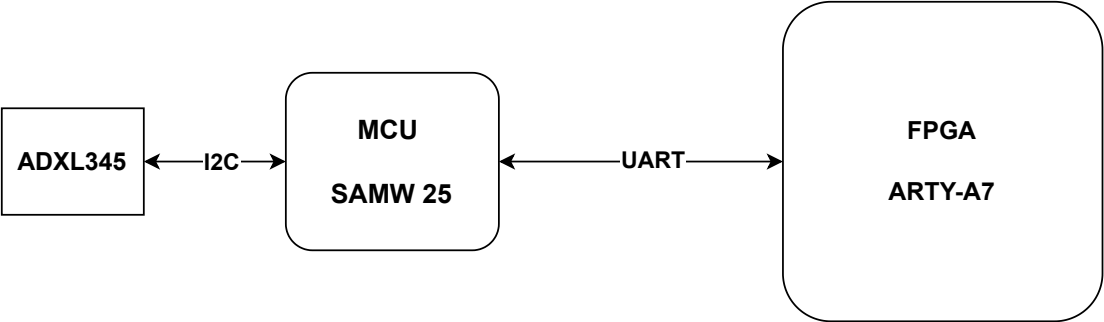 ADXL345
I2C
MCU
SAMW 25
UART
FPGA
ARTY-A7